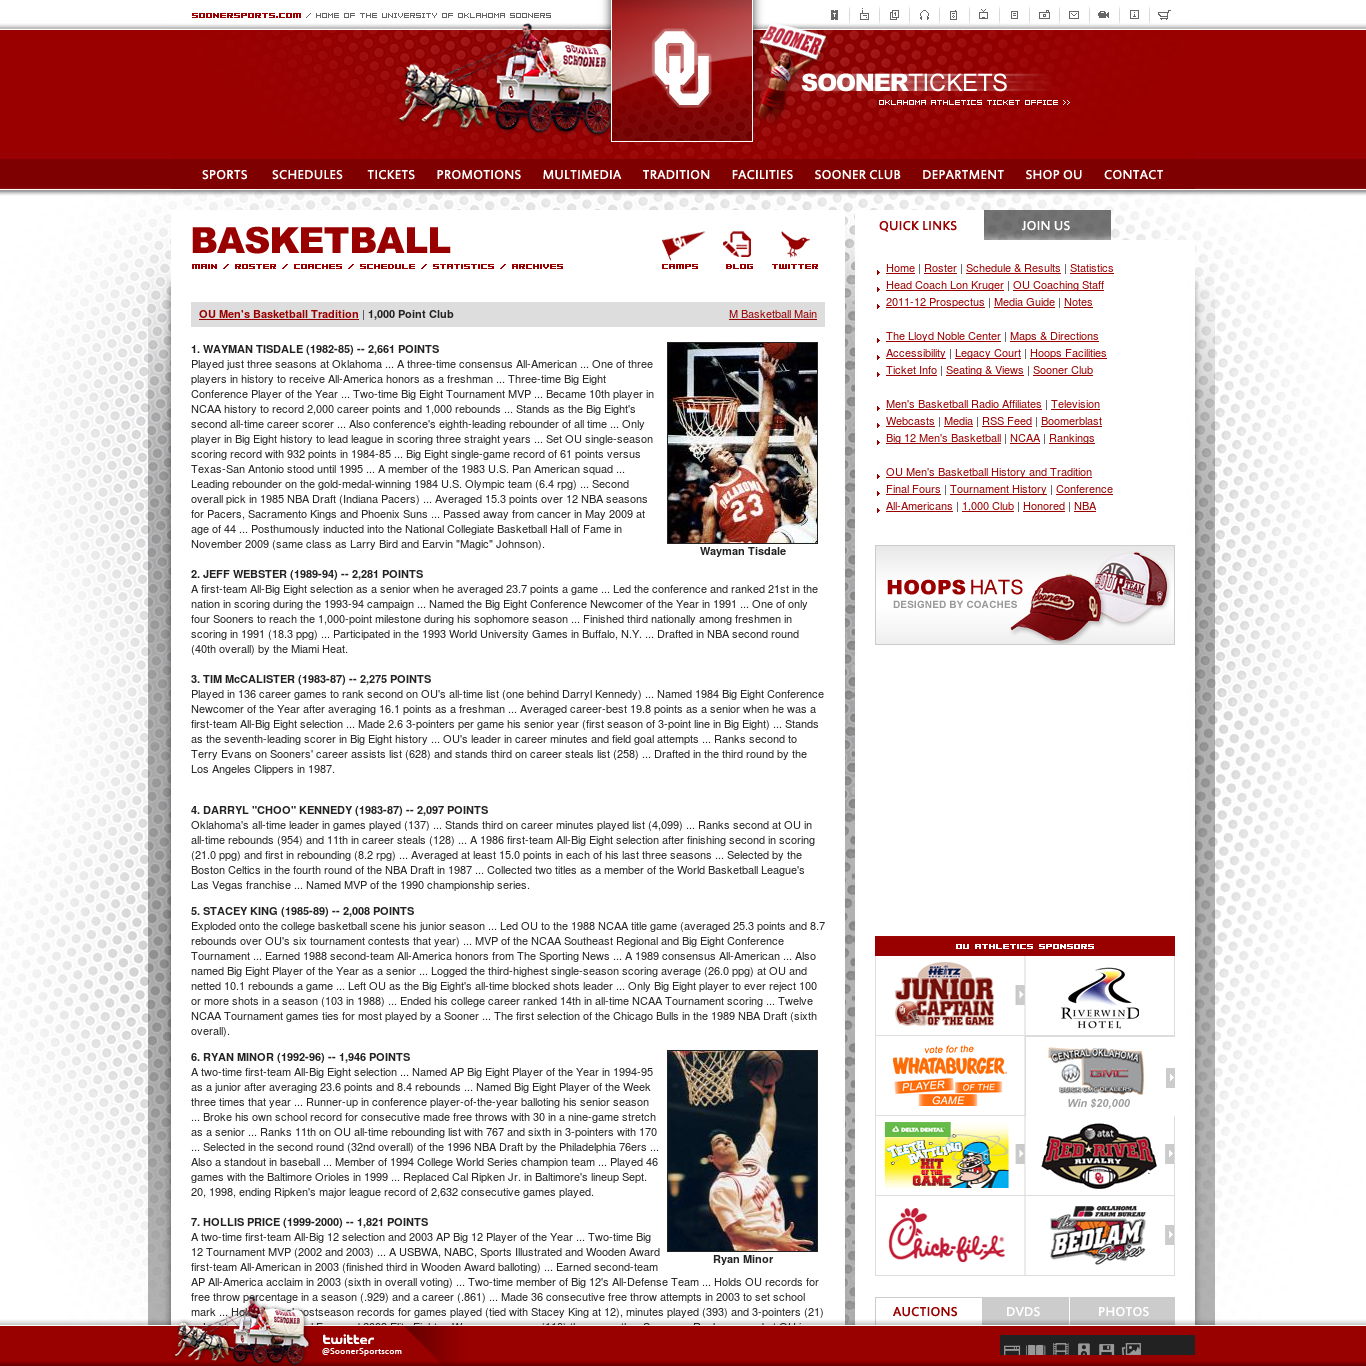 SOONERSPORTS.COM / HOME OF THE UNIVERSITY OF OKLAHOMA SOONERS
SOONER SCHOONER
BOOMER
SOONERTICKETS
OKLAHOMA ATHLETICS TICKET OFFICE >>
SPORTS SCHEDULES TICKETS PROMOTIONS MULTIMEDIA TRADITION FACILITIES SOONER CLUB DEPARTMENT SHOP OU CONTACT
BASKETBALL
MAIN / ROSTER / COACHES / SCHEDULE / STATISTICS / ARCHIVES
CAMPS BLOG TWITTER
OU Men's Basketball Tradition | 1,000 Point Club M Basketball Main
1. WAYMAN TISDALE (1982-85) -- 2,661 POINTS
Played just three seasons at Oklahoma ... A three-time consensus All-American ... One of three
players in history to receive All-America honors as a freshman ... Three-time Big Eight
Conference Player of the Year ... Two-time Big Eight Tournament MVP ... Became 10th player in
NCAA history to record 2,000 career points and 1,000 rebounds ... Stands as the Big Eight's
second all-time career scorer ... Also conference's eighth-leading rebounder of all time ... Only
player in Big Eight history to lead league in scoring three straight years ... Set OU single-season
scoring record with 932 points in 1984-85 ... Big Eight single-game record of 61 points versus
Texas-San Antonio stood until 1995 ... A member of the 1983 U.S. Pan American squad ...
Leading rebounder on the gold-medal-winning 1984 U.S. Olympic team (6.4 rpg) ... Second
overall pick in 1985 NBA Draft (Indiana Pacers) ... Averaged 15.3 points over 12 NBA seasons
for Pacers, Sacramento Kings and Phoenix Suns ... Passed away from cancer in May 2009 at
age of 44 ... Posthumously inducted into the National Collegiate Basketball Hall of Fame in
November 2009 (same class as Larry Bird and Earvin "Magic" Johnson).
OKLAHOMA
23
Wayman Tisdale
2. JEFF WEBSTER (1989-94) -- 2,281 POINTS
A first-team All-Big Eight selection as a senior when he averaged 23.7 points a game ... Led the conference and ranked 21st in the
nation in scoring during the 1993-94 campaign ... Named the Big Eight Conference Newcomer of the Year in 1991 ... One of only
four Sooners to reach the 1,000-point milestone during his sophomore season ... Finished third nationally among freshmen in
scoring in 1991 (18.3 ppg) ... Participated in the 1993 World University Games in Buffalo, N.Y. ... Drafted in NBA second round
(40th overall) by the Miami Heat.
3. TIM McCALISTER (1983-87) -- 2,275 POINTS
Played in 136 career games to rank second on OU's all-time list (one behind Darryl Kennedy) ... Named 1984 Big Eight Conference
Newcomer of the Year after averaging 16.1 points as a freshman ... Averaged career-best 19.8 points as a senior when he was a
first-team All-Big Eight selection ... Made 2.6 3-pointers per game his senior year (first season of 3-point line in Big Eight) ... Stands
as the seventh-leading scorer in Big Eight history ... OU's leader in career minutes and field goal attempts ... Ranks second to
Terry Evans on Sooners' career assists list (628) and stands third on career steals list (258) ... Drafted in the third round by the
Los Angeles Clippers in 1987.
4. DARRYL "CHOO" KENNEDY (1983-87) -- 2,097 POINTS
Oklahoma's all-time leader in games played (137) ... Stands third on career minutes played list (4,099) ... Ranks second at OU in
all-time rebounds (954) and 11th in career steals (128) ... A 1986 first-team All-Big Eight selection after finishing second in scoring
(21.0 ppg) and first in rebounding (8.2 rpg) ... Averaged at least 15.0 points in each of his last three seasons ... Selected by the
Boston Celtics in the fourth round of the NBA Draft in 1987 ... Collected two titles as a member of the World Basketball League's
Las Vegas franchise ... Named MVP of the 1990 championship series.
5. STACEY KING (1985-89) -- 2,008 POINTS
Exploded onto the college basketball scene his junior season ... Led OU to the 1988 NCAA title game (averaged 25.3 points and 8.7
rebounds over OU's six tournament contests that year) ... MVP of the NCAA Southeast Regional and Big Eight Conference
Tournament ... Earned 1988 second-team All-America honors from The Sporting News ... A 1989 consensus All-American ... Also
named Big Eight Player of the Year as a senior ... Logged the third-highest single-season scoring average (26.0 ppg) at OU and
netted 10.1 rebounds a game ... Left OU as the Big Eight's all-time blocked shots leader ... Only Big Eight player to ever reject 100
or more shots in a season (103 in 1988) ... Ended his college career ranked 14th in all-time NCAA Tournament scoring ... Twelve
NCAA Tournament games ties for most played by a Sooner ... The first selection of the Chicago Bulls in the 1989 NBA Draft (sixth
overall).
6. RYAN MINOR (1992-96) -- 1,946 POINTS
A two-time first-team All-Big Eight selection ... Named AP Big Eight Player of the Year in 1994-95
as a junior after averaging 23.6 points and 8.4 rebounds ... Named Big Eight Player of the Week
three times that year ... Runner-up in conference player-of-the-year balloting his senior season
... Broke his own school record for consecutive made free throws with 30 in a nine-game stretch
as a senior ... Ranks 11th on OU all-time rebounding list with 767 and sixth in 3-pointers with 170
... Selected in the second round (32nd overall) of the 1996 NBA Draft by the Philadelphia 76ers ...
Also a standout in baseball ... Member of 1994 College World Series champion team ... Played 46
games with the Baltimore Orioles in 1999 ... Replaced Cal Ripken Jr. in Baltimore's lineup Sept.
20, 1998, ending Ripken's major league record of 2,632 consecutive games played.
Ryan Minor
7. HOLLIS PRICE (1999-2000) -- 1,821 POINTS
A two-time first-team All-Big 12 selection and 2003 AP Big 12 Player of the Year ... Two-time Big
12 Tournament MVP (2002 and 2003) ... A USBWA, NABC, Sports Illustrated and Wooden Award
first-team All-American in 2003 (finished third in Wooden Award balloting) ... Earned second-team
AP All-America acclaim in 2003 (sixth in overall voting) ... Two-time member of Big 12's All-Defense Team ... Holds OU records for
free throw percentage in a season (.929) and a career (.861) ... Made 36 consecutive free throw attempts in 2003 to set school
mark ... postseason records for games played (tied with Stacey King at 12), minutes played (393) and 3-pointers (21)
QUICK LINKS JOIN US
Home | Roster | Schedule & Results | Statistics
Head Coach Lon Kruger | OU Coaching Staff
2011-12 Prospectus | Media Guide | Notes
The Lloyd Noble Center | Maps & Directions
Accessibility | Legacy Court | Hoops Facilities
Ticket Info | Seating & Views | Sooner Club
Men's Basketball Radio Affiliates | Television
Webcasts | Media | RSS Feed | Boomerblast
Big 12 Men's Basketball | NCAA | Rankings
OU Men's Basketball History and Tradition
Final Fours | Tournament History | Conference
All-Americans | 1,000 Club | Honored | NBA
HOOPS HATS
DESIGNED BY COACHES
Sooners
OUR TEAM
OU ATHLETICS SPONSORS
HEITZ
JUNIOR
CAPTAIN
OF THE GAME
RIVERWIND
HOTEL
vote for the
WHATABURGER
PLAYER OF THE
GAME
CENTRAL OKLAHOMA
GMC
BUICK GMC DEALERS
Win $20,000
DELTA DENTAL
TEETH RATTLING
HIT
OF THE
GAME
at&t
RED RIVER
RIVALRY
Chick-fil-A
OKLAHOMA
FARM BUREAU
The
BEDLAM
Series
AUCTIONS DVDS PHOTOS
SOONER SCHOONER
twitter
@SoonerSports.com